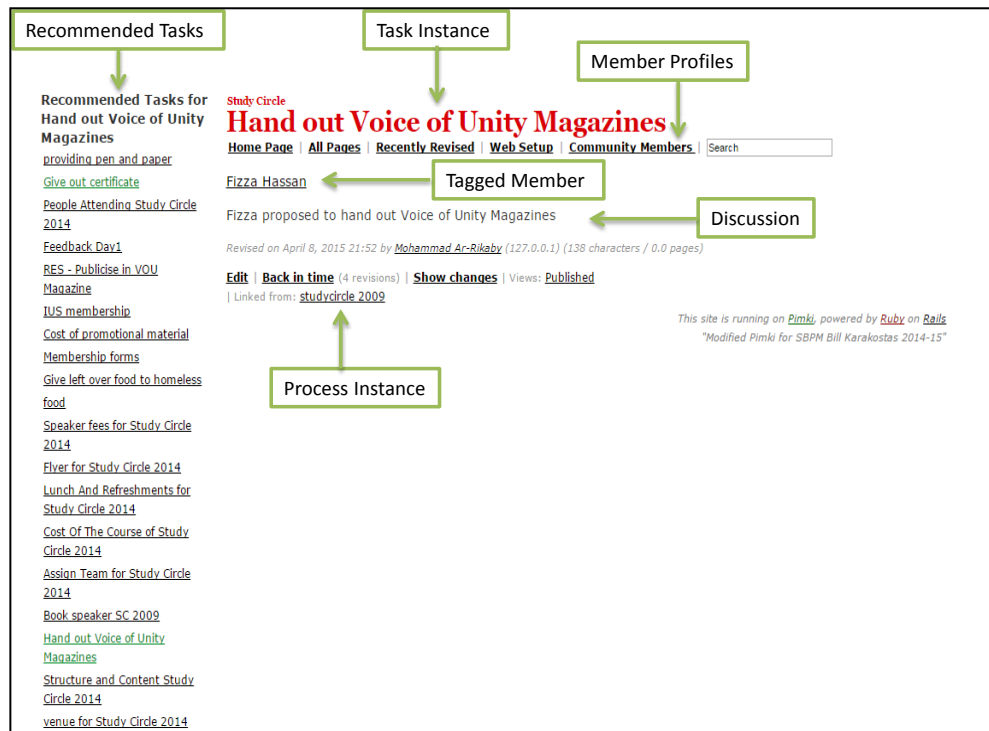 Recommended Tasks
Task Instance
Member Profiles
Recommended Tasks for
Hand out Voice of Unity
Magazines
providing pen and paper
Give out certificate
People Attending Study Circle
2014
Feedback Day1
RES - Publicise in VOU
Magazine
IUS membership
Cost of promotional material
Membership forms
Give left over food to homeless
food
Speaker fees for Study Circle
2014
Flyer for Study Circle 2014
Lunch And Refreshments for
Study Circle 2014
Cost Of The Course of Study
Circle 2014
Assign Team for Study Circle
2014
Book speaker SC 2009
Hand out Voice of Unity
Magazines
Structure and Content Study
Circle 2014
venue for Study Circle 2014
Study Circle
Hand out Voice of Unity Magazines
Home Page | All Pages | Recently Revised | Web Setup | Community Members | Search
Fizza Hassan
Tagged Member
Fizza proposed to hand out Voice of Unity Magazines
Discussion
Revised on April 8, 2015 21:52 by Mohammad Ar-Rikaby (127.0.0.1) (138 characters / 0.0 pages)
Edit | Back in time (4 revisions) | Show changes | Views: Published
| Linked from: studycircle 2009
This site is running on Pimki, powered by Ruby on Rails
"Modified Pimki for SBPM Bill Karakostas 2014-15"
Process Instance